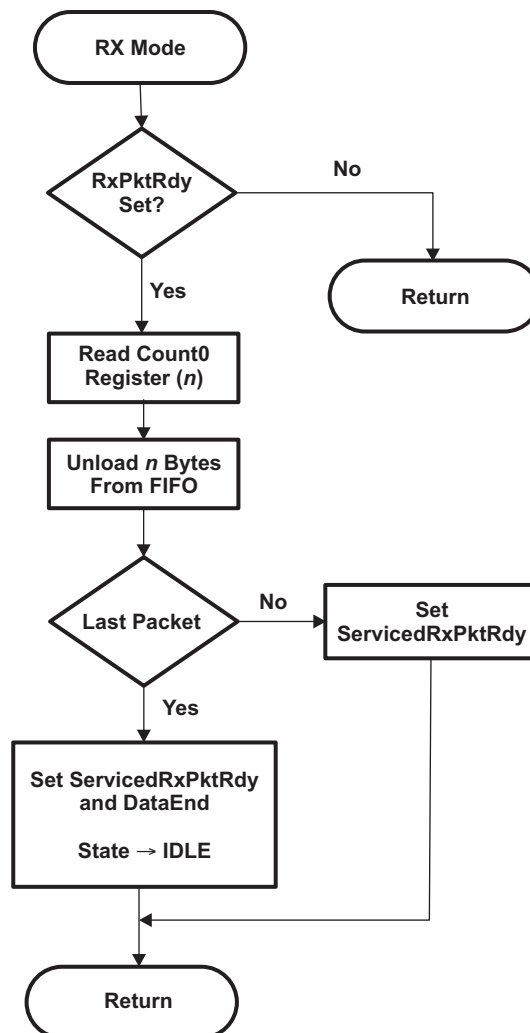 RX Mode
RxPktRdy
Set?
No
Return
Yes
Read Count0
Register (n)
Unload n Bytes
From FIFO
Last Packet
No
Set
ServicedRxPktRdy
Yes
Set ServicedRxPktRdy
and DataEnd
State → IDLE
Return